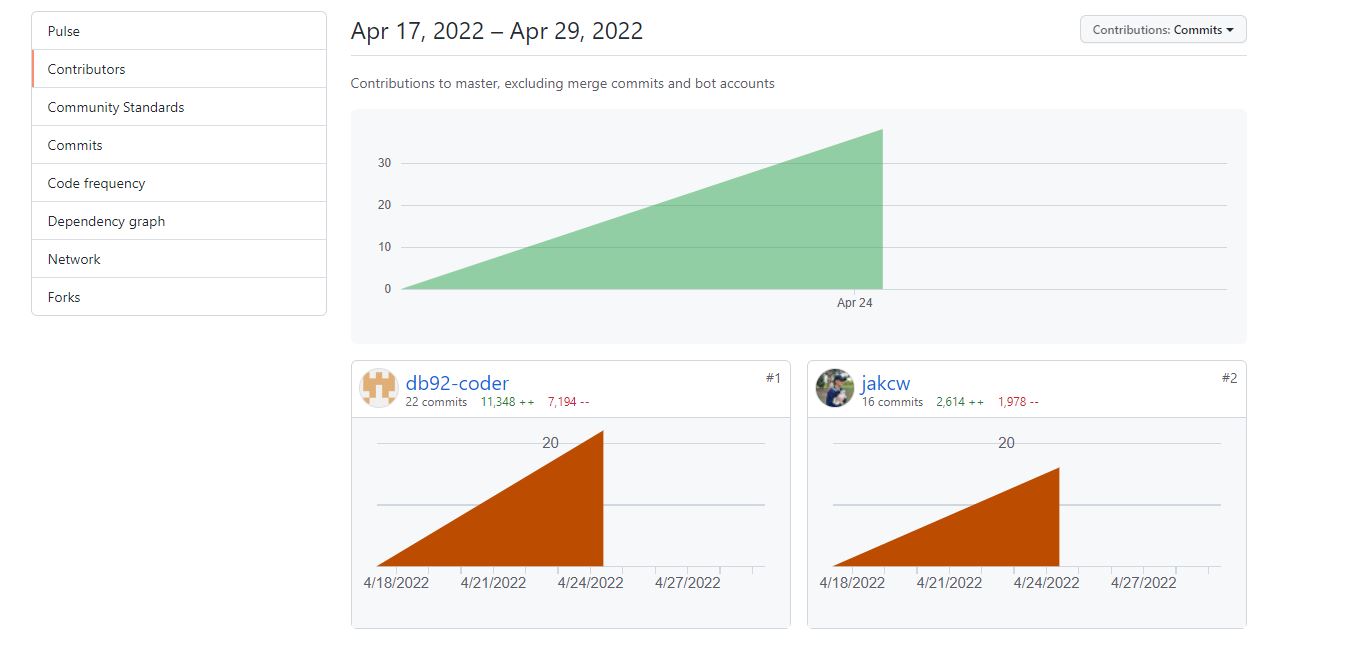 Pulse
Contributors
Community Standards
Commits
Code frequency
Dependency graph
Network
Forks
Apr 17, 2022 – Apr 29, 2022
Contributions: Commits
Contributions to master, excluding merge commits and bot accounts
30
20
10
0
Apr 24
db92-coder
#1
22 commits 11,348 ++ 7,194 --
20
4/18/2022 4/21/2022 4/24/2022 4/27/2022
jakcw
#2
16 commits 2,614 ++ 1,978 --
20
4/18/2022 4/21/2022 4/24/2022 4/27/2022